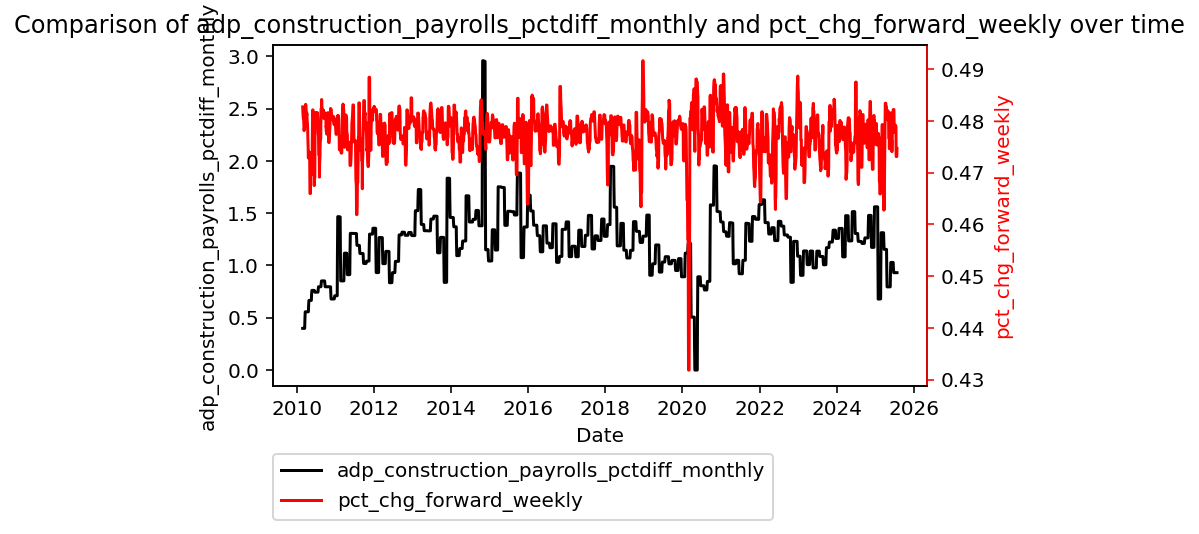 Comparison of adp_construction_payrolls_pctdiff_monthly and pct_chg_forward_weekly over time
adp_construction_payrolls_pctdiff_monthly
3.0
2.5
2.0
1.5
1.0
0.5
0.0
0.49
0.48
0.47
0.46
0.45
0.44
0.43
pct_chg_forward_weekly
2010 2012 2014 2016 2018 2020 2022 2024 2026
Date
adp_construction_payrolls_pctdiff_monthly
pct_chg_forward_weekly